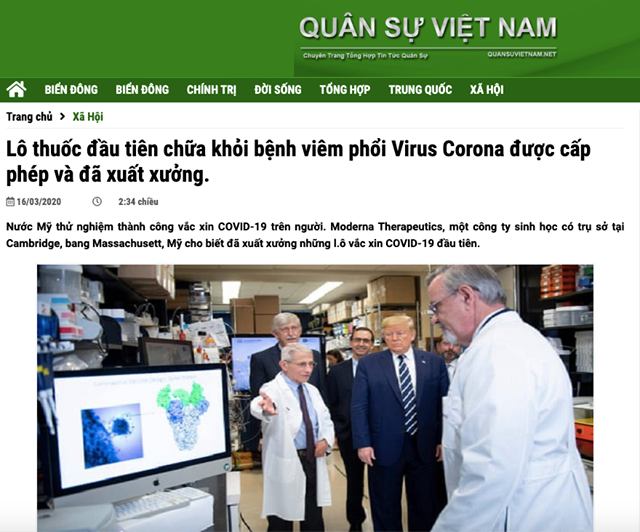 QUÂN SỰ VIỆT NAM
Chuyên Trang Tổng Hợp Tin Tức Quân Sự
QUANSUVIETNAM.NET
BIỂN ĐÔNG BIỂN ĐÔNG CHÍNH TRỊ ĐỜI SỐNG TỔNG HỢP TRUNG QUỐC XÃ HỘI
Trang chủ > Xã Hội
Lô thuốc đầu tiên chữa khỏi bệnh viêm phổi Virus Corona được cấp
phép và đã xuất xưởng.
16/03/2020 2:34 chiều
Nước Mỹ thử nghiệm thành công vắc xin COVID-19 trên người. Moderna Therapeutics, một công ty sinh học có trụ sở tại
Cambridge, bang Massachusett, Mỹ cho biết đã xuất xưởng những l.ô vắc xin COVID-19 đầu tiên.